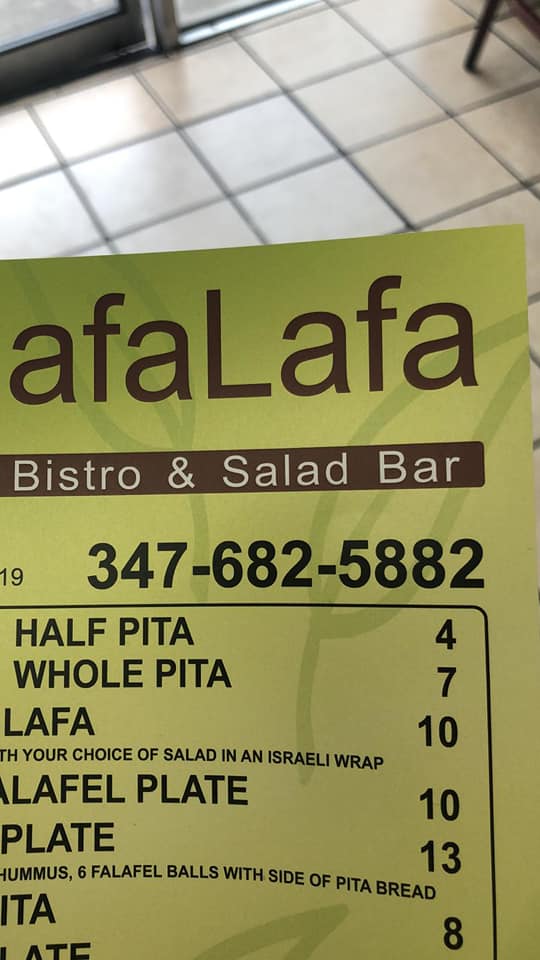 afaLafa
Bistro & Salad Bar
19 347-682-5882
HALF PITA 4
WHOLE PITA 7
LAFA 10
TH YOUR CHOICE OF SALAD IN AN ISRAELI WRAP
ALAFEL PLATE 10
PLATE 13
HUMMUS, 6 FALAFEL BALLS WITH SIDE OF PITA BREAD
ITA 8
LATE